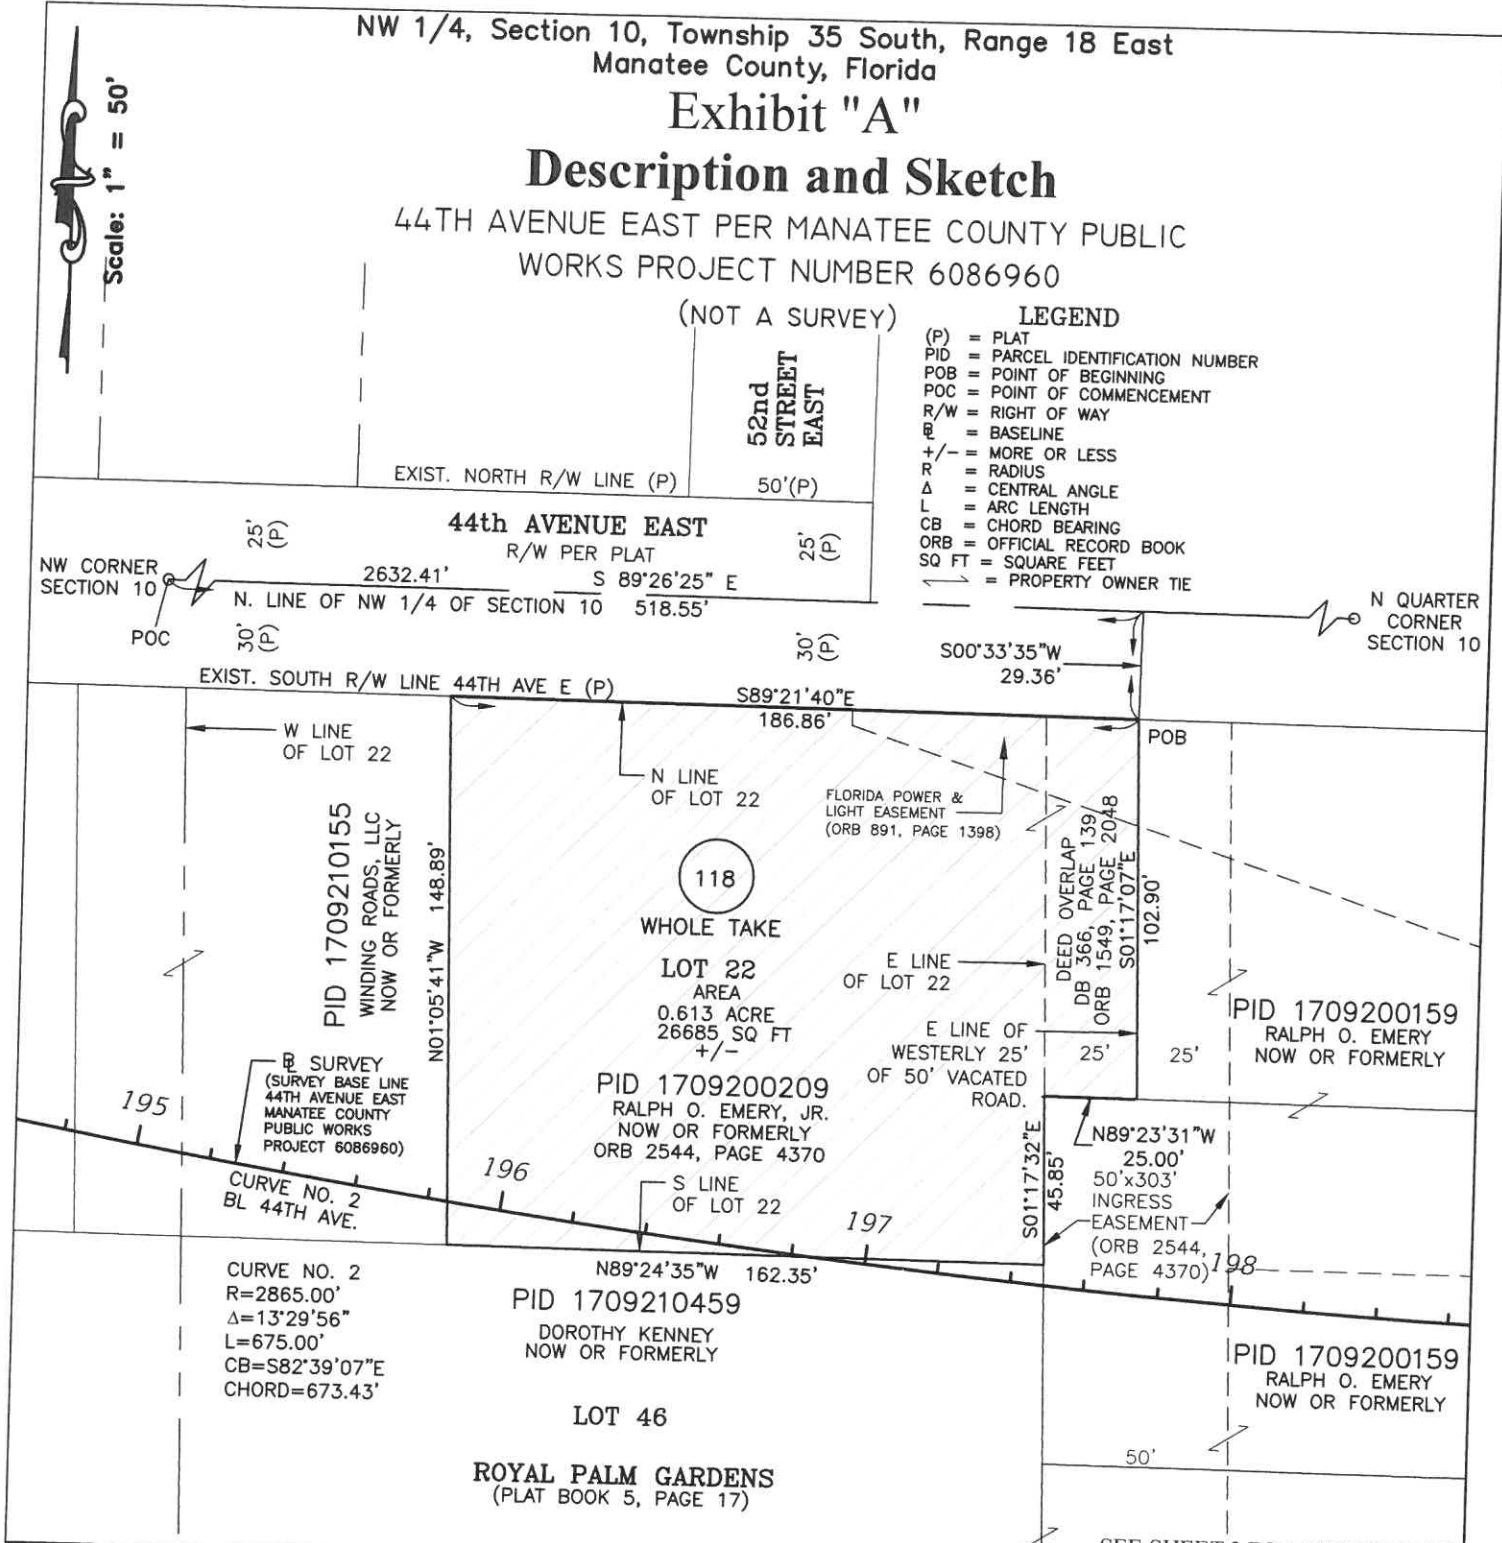 NW 1/4, Section 10, Township 35 South, Range 18 East
Manatee County, Florida
Exhibit "A"
Description and Sketch
44TH AVENUE EAST PER MANATEE COUNTY PUBLIC
WORKS PROJECT NUMBER 6086960
(NOT A SURVEY)
Scale: 1" = 50'
LEGEND
(P) = PLAT
PID = PARCEL IDENTIFICATION NUMBER
POB = POINT OF BEGINNING
POC = POINT OF COMMENCEMENT
R/W = RIGHT OF WAY
BL = BASELINE
+/- = MORE OR LESS
R = RADIUS
Δ = CENTRAL ANGLE
L = ARC LENGTH
CB = CHORD BEARING
ORB = OFFICIAL RECORD BOOK
SQ FT = SQUARE FEET
= PROPERTY OWNER TIE
52nd
STREET
EAST
50'(P)
EXIST. NORTH R/W LINE (P)
44th AVENUE EAST
R/W PER PLAT
25'
(P)
25'
(P)
NW CORNER
SECTION 10
POC
2632.41'
S 89°26'25" E
N. LINE OF NW 1/4 OF SECTION 10
518.55'
N QUARTER
CORNER
SECTION 10
30'
(P)
30'
(P)
S00°33'35"W
29.36'
EXIST. SOUTH R/W LINE 44TH AVE E (P)
S89°21'40"E
186.86'
POB
W LINE
OF LOT 22
N LINE
OF LOT 22
FLORIDA POWER &
LIGHT EASEMENT
(ORB 891, PAGE 1398)
PID 1709210155
WINDING ROADS, LLC
NOW OR FORMERLY
N01°05'41"W 148.89'
118
WHOLE TAKE
LOT 22
AREA
0.613 ACRE
26685 SQ FT
+/-
PID 1709200209
RALPH O. EMERY, JR.
NOW OR FORMERLY
ORB 2544, PAGE 4370
DEED OVERLAP
DB 366, PAGE 139
ORB 1549, PAGE 2048
S01°17'07"E
102.90'
E LINE
OF LOT 22
E LINE OF
WESTERLY 25'
OF 50' VACATED
ROAD.
25'
25'
PID 1709200159
RALPH O. EMERY
NOW OR FORMERLY
BL SURVEY
(SURVEY BASE LINE
44TH AVENUE EAST
MANATEE COUNTY
PUBLIC WORKS
PROJECT 6086960)
195
196
197
198
CURVE NO. 2
BL 44TH AVE.
S LINE
OF LOT 22
S01°17'32"E
45.85'
N89°23'31"W
25.00'
50'x303'
INGRESS
EASEMENT
(ORB 2544,
PAGE 4370)
N89°24'35"W 162.35'
CURVE NO. 2
R=2865.00'
Δ=13°29'56"
L=675.00'
CB=S82°39'07"E
CHORD=673.43'
PID 1709210459
DOROTHY KENNEY
NOW OR FORMERLY
LOT 46
ROYAL PALM GARDENS
(PLAT BOOK 5, PAGE 17)
PID 1709200159
RALPH O. EMERY
NOW OR FORMERLY
50'
SEE SHEET